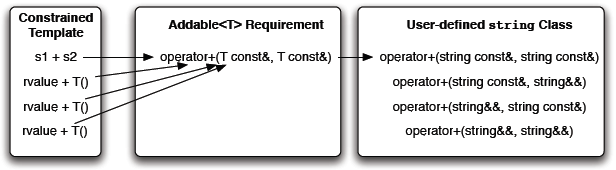 Constrained
Template
s1 + s2
rvalue + T()
rvalue + T()
rvalue + T()
Addable<T> Requirement
operator+(T const&, T const&)
User-defined string Class
operator+(string const&, string const&)
operator+(string const&, string&&)
operator+(string&&, string const&)
operator+(string&&, string&&)